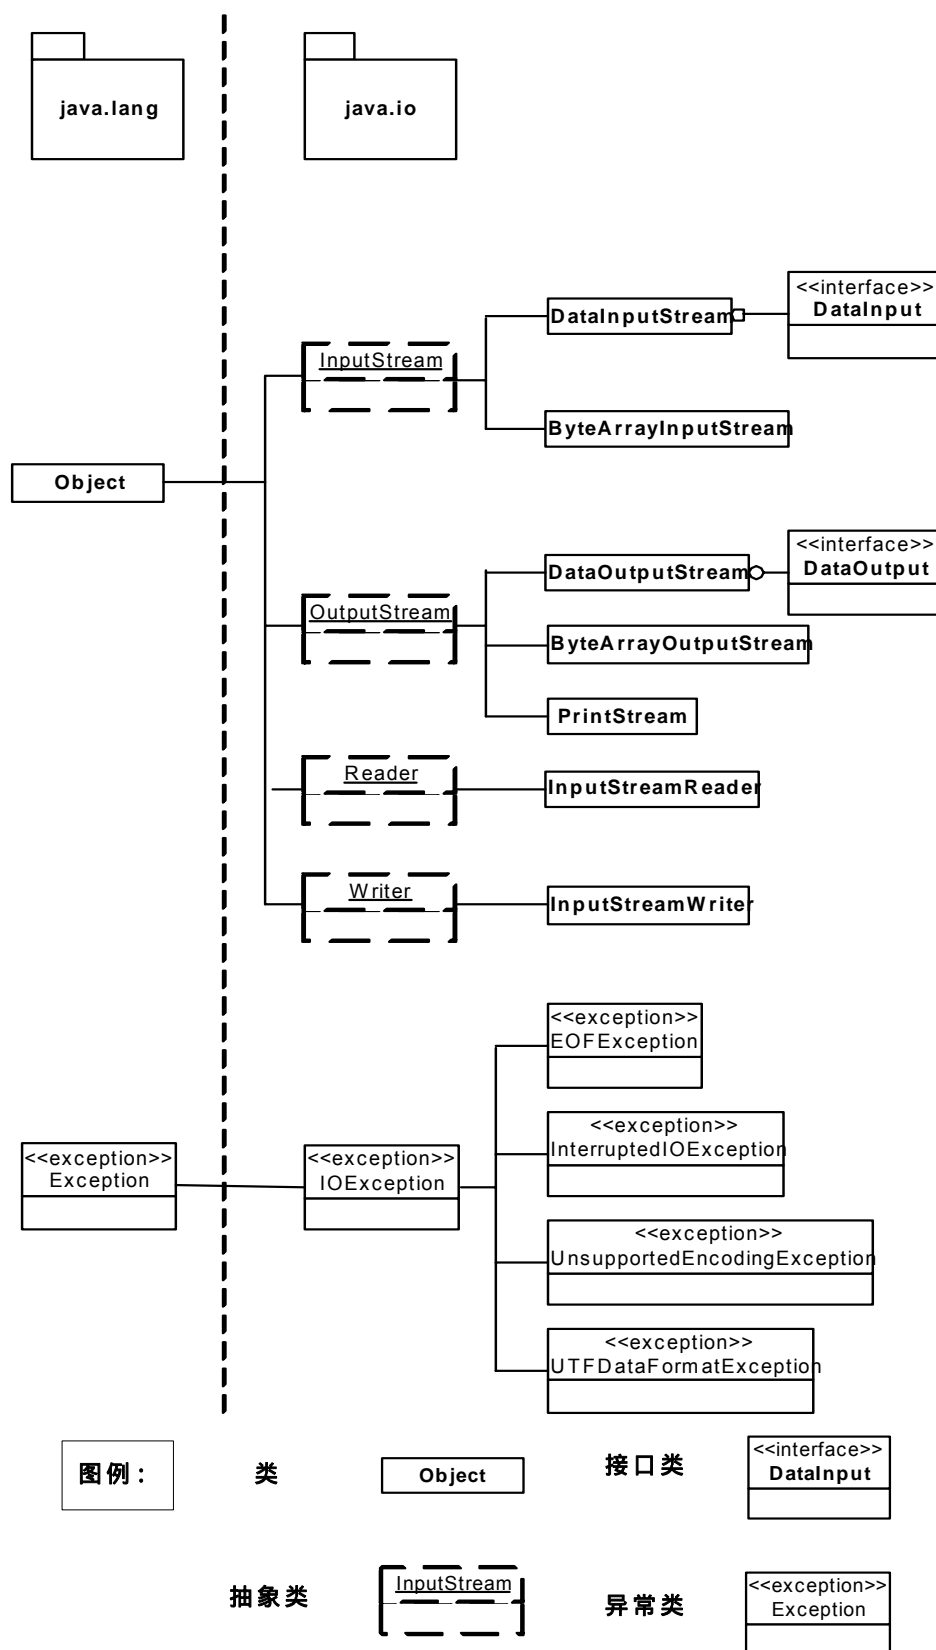 java.lang
java.io
<<interface>>
DataInput
DataInputStream
InputStream
ByteArrayInputStream
Object
<<interface>>
DataOutput
DataOutputStream
OutputStream
ByteArrayOutputStream
PrintStream
Reader
InputStreamReader
Writer
InputStreamWriter
<<exception>>
EOFException
<<exception>>
InterruptedIOException
<<exception>>
Exception
<<exception>>
IOException
<<exception>>
UnsupportedEncodingException
<<exception>>
UTFDataFormatException
图例：
类
Object
接口类
<<interface>>
DataInput
抽象类
InputStream
异常类
<<exception>>
Exception